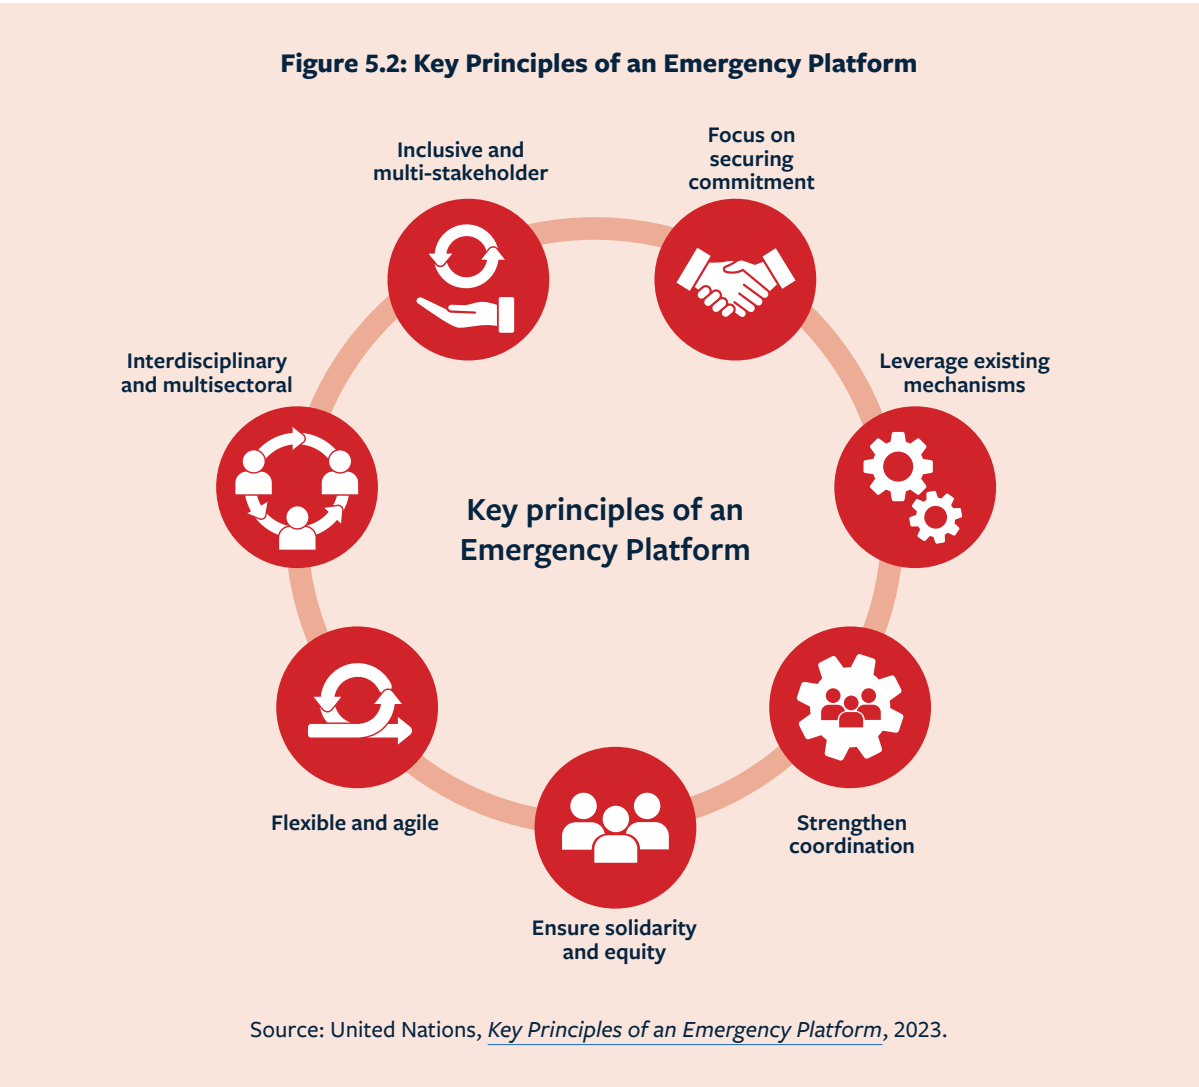 Figure 5.2: Key Principles of an Emergency Platform
Inclusive and
multi-stakeholder
Focus on
securing
commitment
Interdisciplinary
and multisectoral
Leverage existing
mechanisms
Key principles of an
Emergency Platform
Flexible and agile
Strengthen
coordination
Ensure solidarity
and equity
Source: United Nations, Key Principles of an Emergency Platform, 2023.